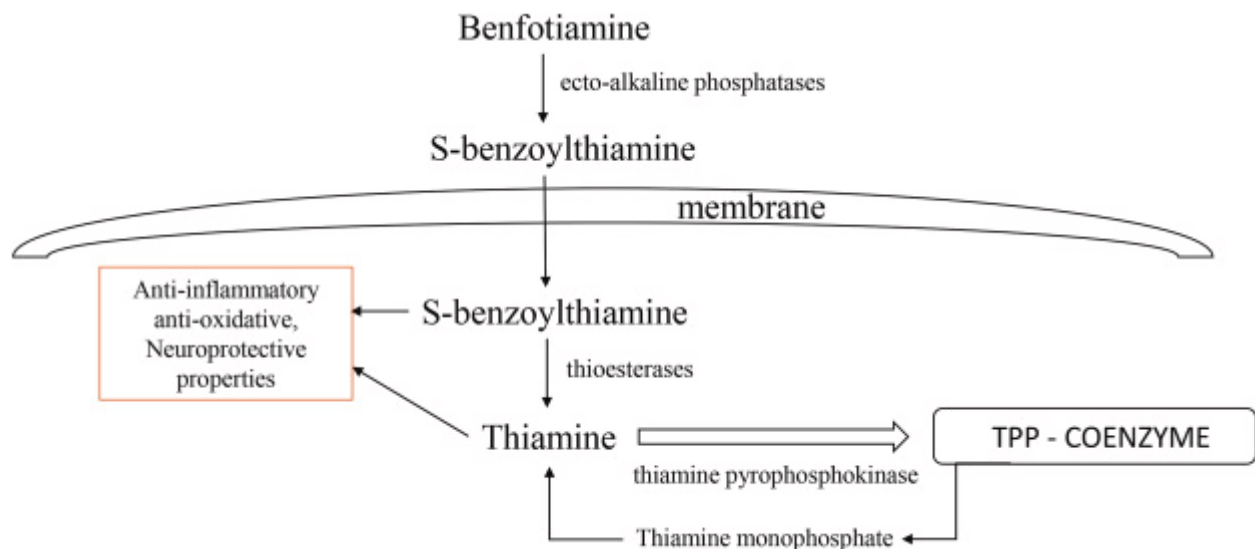 Benfotiamine
ecto-alkaline phosphatases
S-benzoylthiamine
membrane
Anti-inflammatory
anti-oxidative,
Neuroprotective
properties
S-benzoylthiamine
thioesterases
Thiamine
TPP - COENZYME
thiamine pyrophosphokinase
Thiamine monophosphate